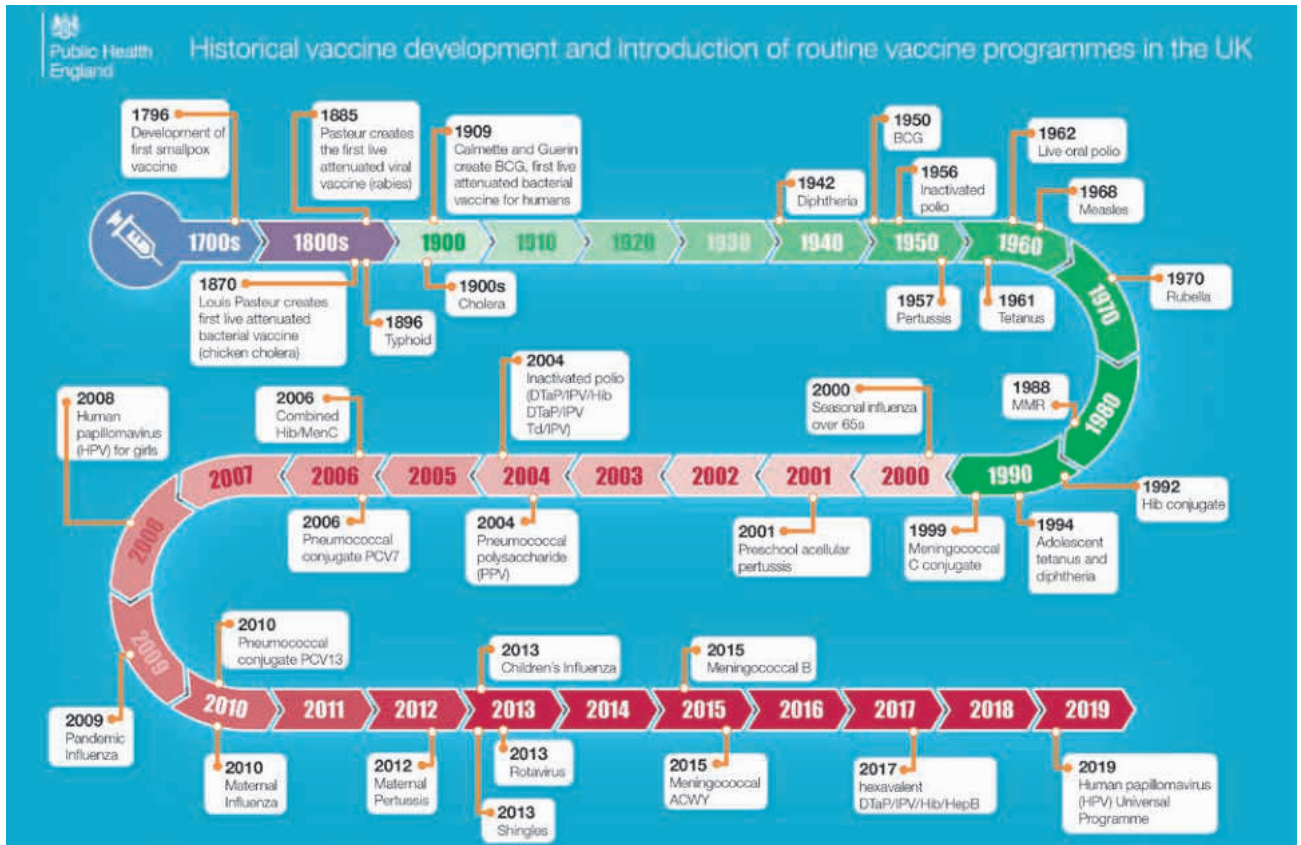 Public Health
England
Historical vaccine development and introduction of routine vaccine programmes in the UK
1796
Development of
first smallpox
vaccine
1885
Pasteur creates
the first live
attenuated viral
vaccine (rabies)
1909
Calmette and Guerin
create BCG, first live
attenuated bacterial
vaccine for humans
1942
Diphtheria
1950
BCG
1956
Inactivated
polio
1962
Live oral polio
1968
Measles
1700s
1800s
1900
1910
1920
1930
1940
1950
1960
1970
1980
1990
1870
Louis Pasteur creates
first live attenuated
bacterial vaccine
(chicken cholera)
1896
Typhoid
1900s
Cholera
1957
Pertussis
1961
Tetanus
1970
Rubella
1988
MMR
1992
Hib conjugate
1994
Adolescent
tetanus and
diphtheria
1999
Meningococcal
C conjugate
2000
Seasonal influenza
over 65s
2000
2001
2002
2003
2004
2005
2006
2007
2008
2009
2001
Preschool acellular
pertussis
2004
Inactivated polio
(DTaP/IPV/Hib
DTaP/IPV
Td/IPV)
2004
Pneumococcal
polysaccharide
(PPV)
2006
Combined
Hib/MenC
2006
Pneumococcal
conjugate PCV7
2008
Human
papillomavirus
(HPV) for girls
2009
Pandemic
Influenza
2010
Pneumococcal
conjugate PCV13
2013
Children's Influenza
2015
Meningococcal B
2010
2011
2012
2013
2014
2015
2016
2017
2018
2019
2010
Maternal
Influenza
2012
Maternal
Pertussis
2013
Rotavirus
2013
Shingles
2015
Meningococcal
ACWY
2017
hexavalent
DTaP/IPV/Hib/HepB
2019
Human papillomavirus
(HPV) Universal
Programme